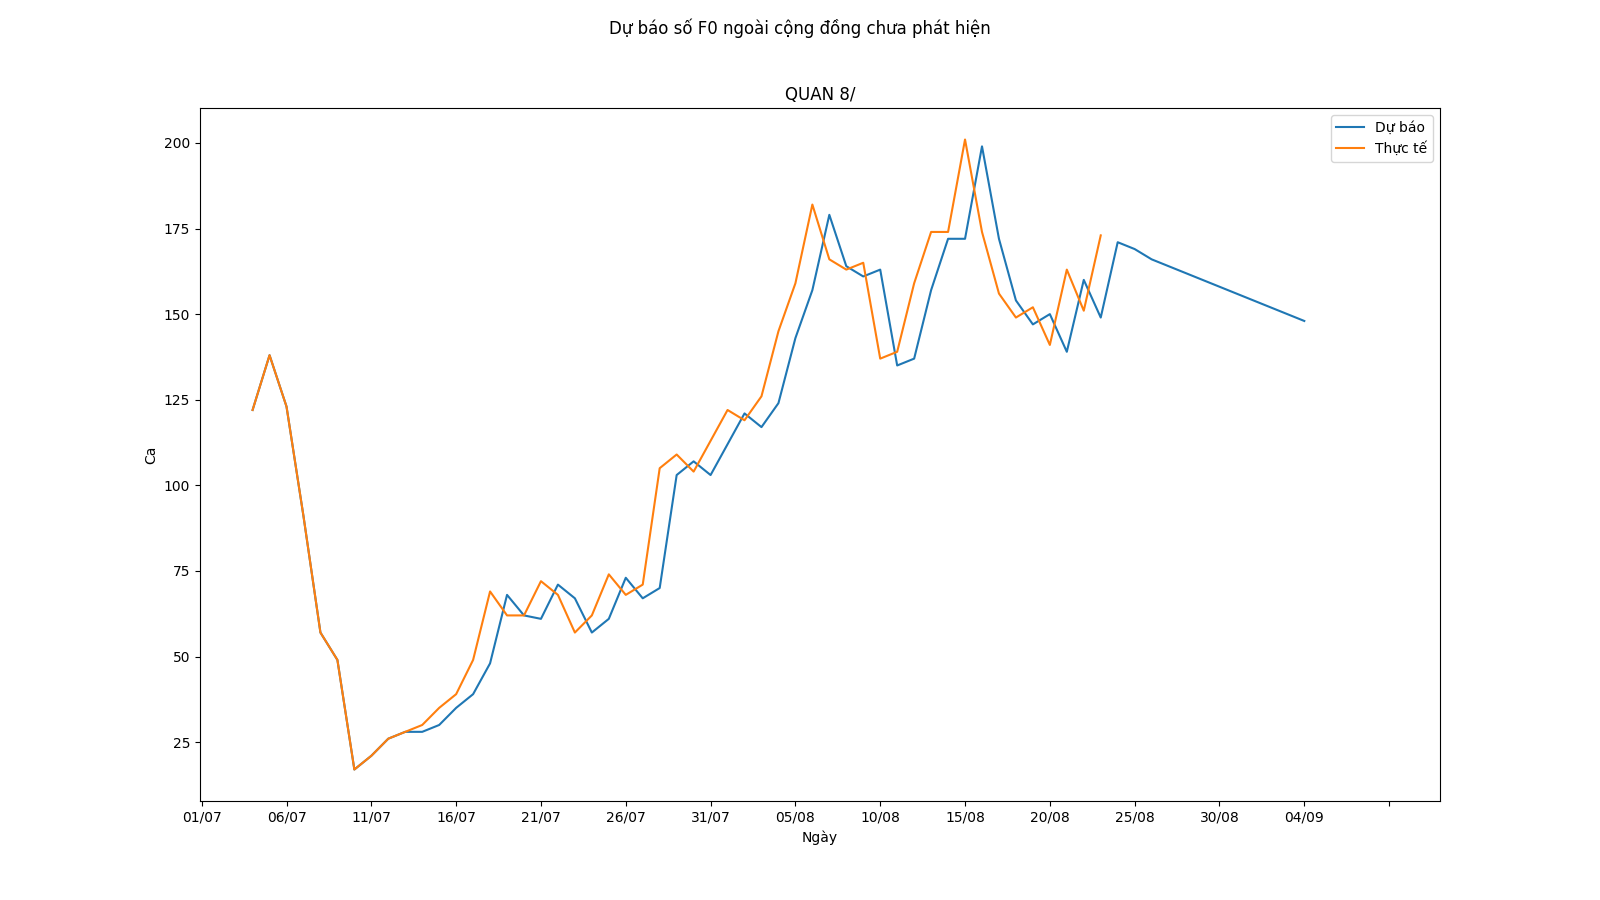 Dự báo số F0 ngoài cộng đồng chưa phát hiện
QUAN 8/
Dự báo
Thực tế
200
175
150
125
100
75
50
25
Ca
01/07 06/07 11/07 16/07 21/07 26/07 31/07 05/08 10/08 15/08 20/08 25/08 30/08 04/09
Ngày